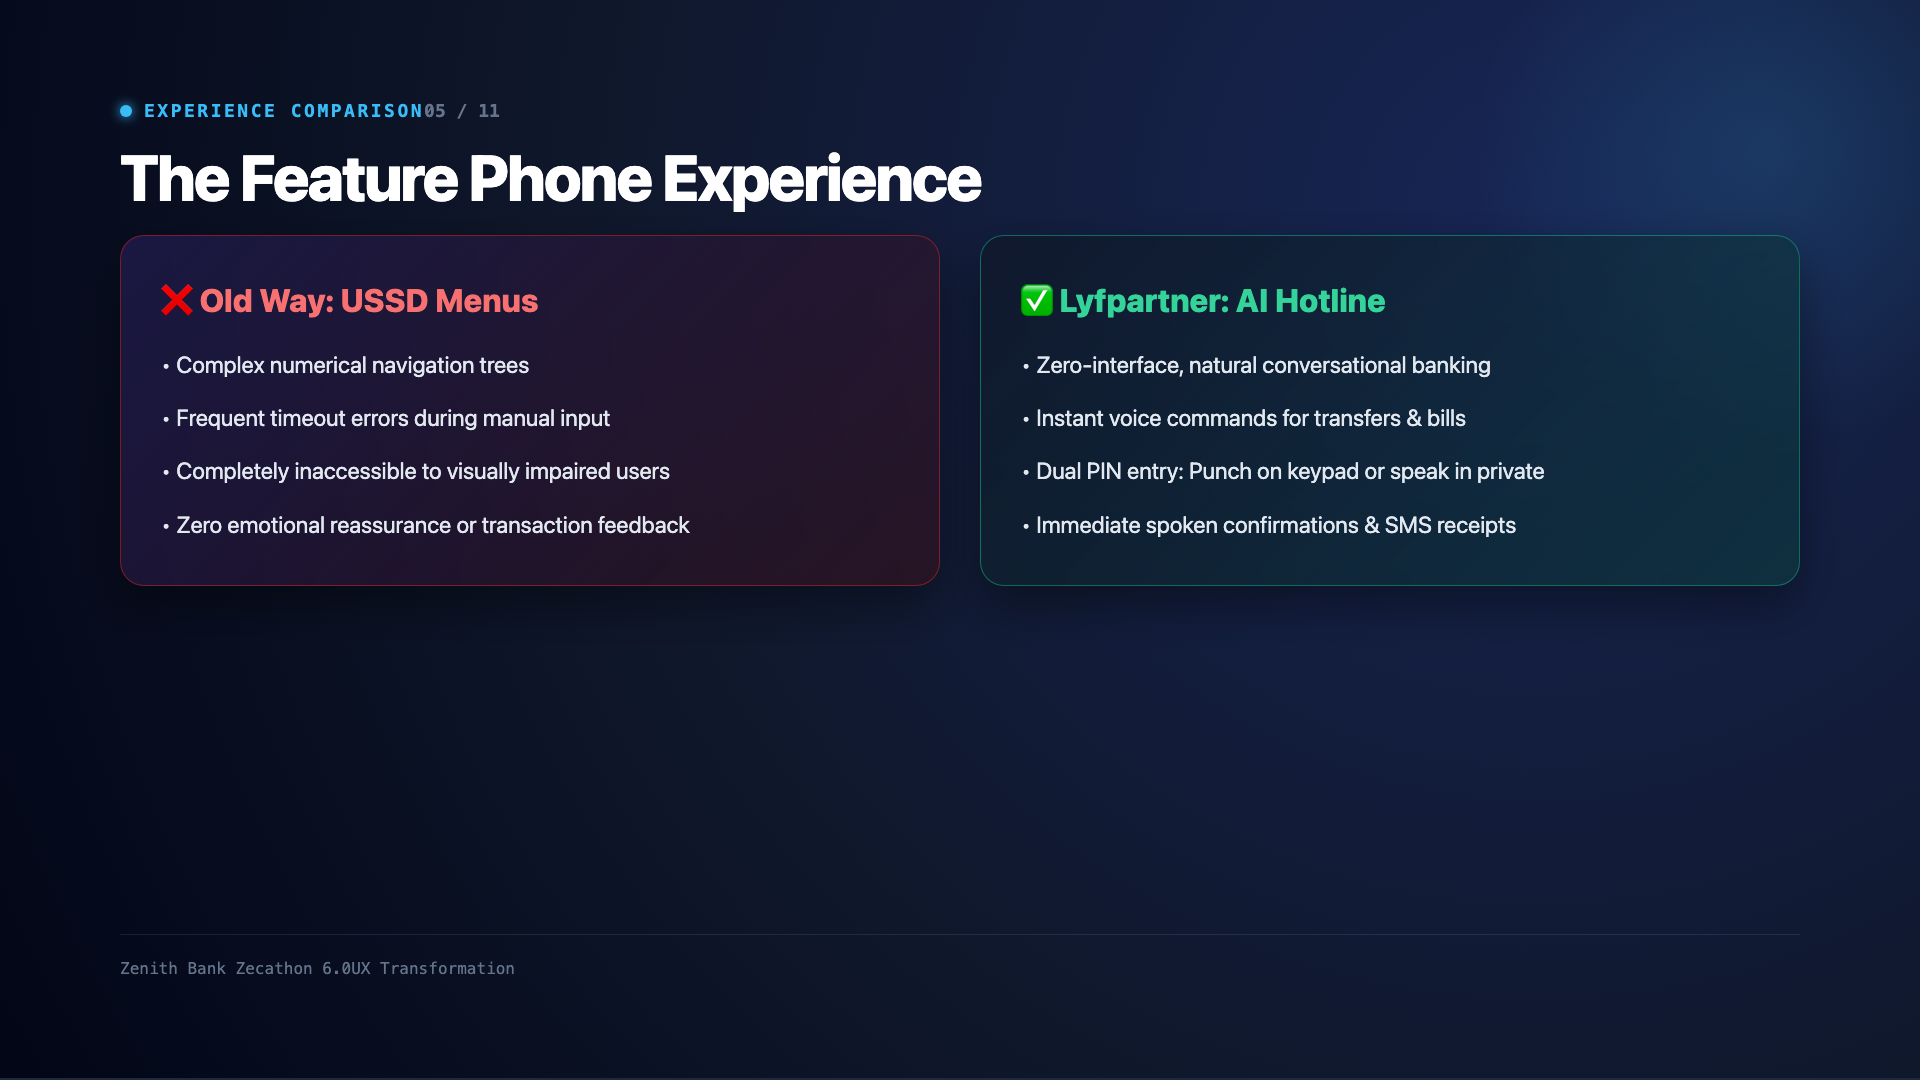 EXPERIENCE COMPARISON05 / 11
The Feature Phone Experience
❌ Old Way: USSD Menus
• Complex numerical navigation trees
• Frequent timeout errors during manual input
• Completely inaccessible to visually impaired users
• Zero emotional reassurance or transaction feedback
✅ Lyfpartner: AI Hotline
• Zero-interface, natural conversational banking
• Instant voice commands for transfers & bills
• Dual PIN entry: Punch on keypad or speak in private
• Immediate spoken confirmations & SMS receipts
Zenith Bank Zecathon 6.0UX Transformation